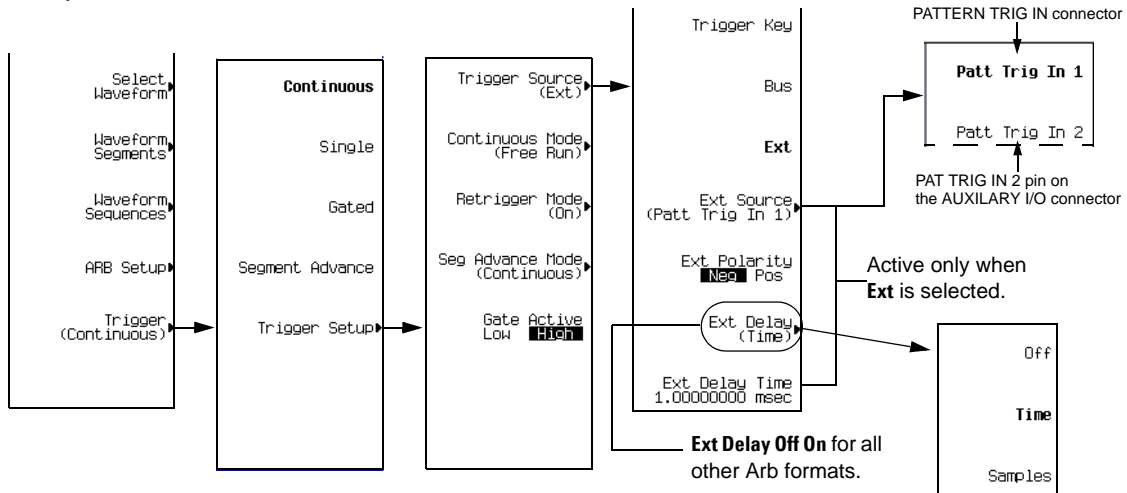 Select
Waveform
Waveform
Segments
Waveform
Sequences
ARB Setup
Trigger
(Continuous)
Continuous
Single
Gated
Segment Advance
Trigger Setup
Trigger Source
(Ext)
Continuous Mode
(Free Run)
Retrigger Mode
(On)
Seg Advance Mode
(Continuous)
Gate Active
Low High
Trigger Key
Bus
Ext
Ext Source
(Patt Trig In 1)
Ext Polarity
Neg Pos
Ext Delay
(Time)
Ext Delay Time
1.00000000 msec
PATTERN TRIG IN connector
Patt Trig In 1
Patt Trig In 2
PAT TRIG IN 2 pin on
the AUXILARY I/O connector
Active only when
Ext is selected.
Off
Time
Samples
Ext Delay Off On for all
other Arb formats.